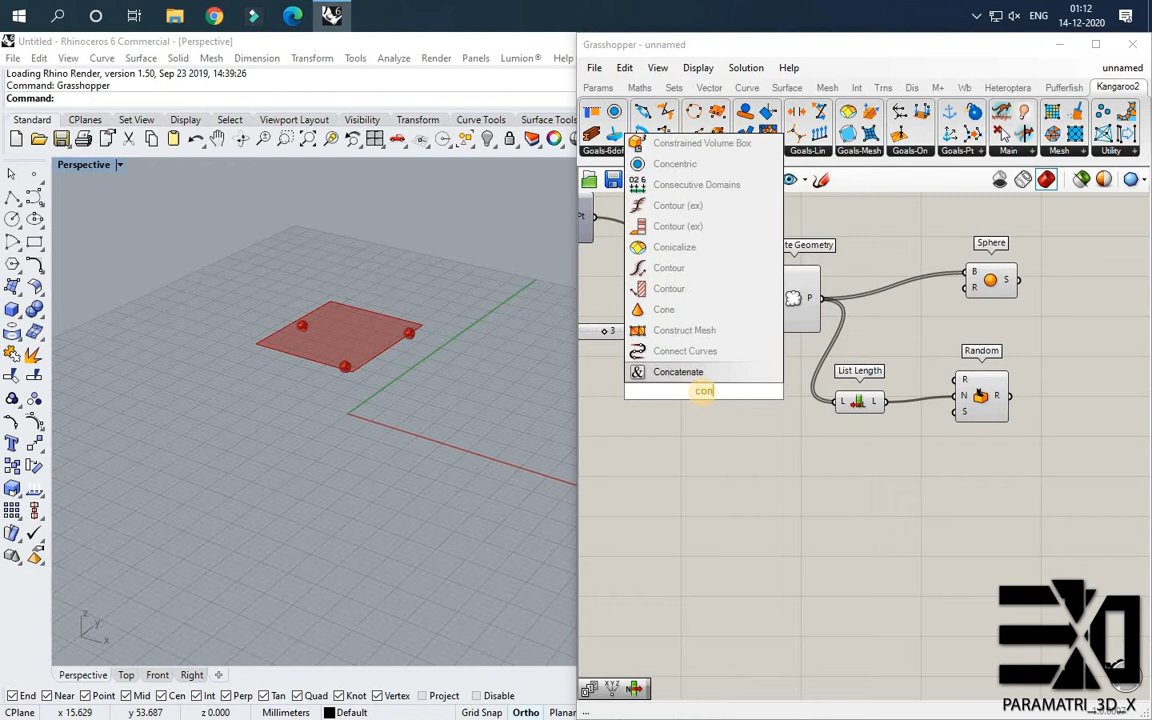 01:12
ENG
14-12-2020
Untitled - Rhinoceros 6 Commercial - [Perspective]
File Edit View Curve Surface Solid Mesh Dimension Transform Tools Analyze Render Panels Lumion® Help
Loading Rhino Render, version 1.50, Sep 23 2019, 14:39:26
Command: Grasshopper
Command:
Standard CPlanes Set View Display Select Viewport Layout Visibility Transform Curve Tools Surface Tools
Perspective
z
y
x
Perspective Top Front Right
End Near Point Mid Cen Int Perp Tan Quad Knot Vertex Project Disable
CPlane x 15.629 y 53.687 z 0.000 Millimeters Default Grid Snap Ortho Planar
Grasshopper - unnamed
File Edit View Display Solution Help unnamed
Params Maths Sets Vector Curve Surface Mesh Int Trns Dis M+ Wb Heteroptera Pufferfish Kangaroo2
Goals-6dof Goals-Lin Goals-Mesh Goals-On Goals-Pt Main Mesh Utility
Constrained Volume Box
Concentric
Consecutive Domains
Contour (ex)
Contour (ex)
Conicalize
Contour
Contour
Cone
Construct Mesh
Connect Curves
Concatenate
con
Pt
te Geometry
P
3
Sphere
B
R
S
List Length
L L
Random
R
N
S
R
...
PARAMATRI_3D_X